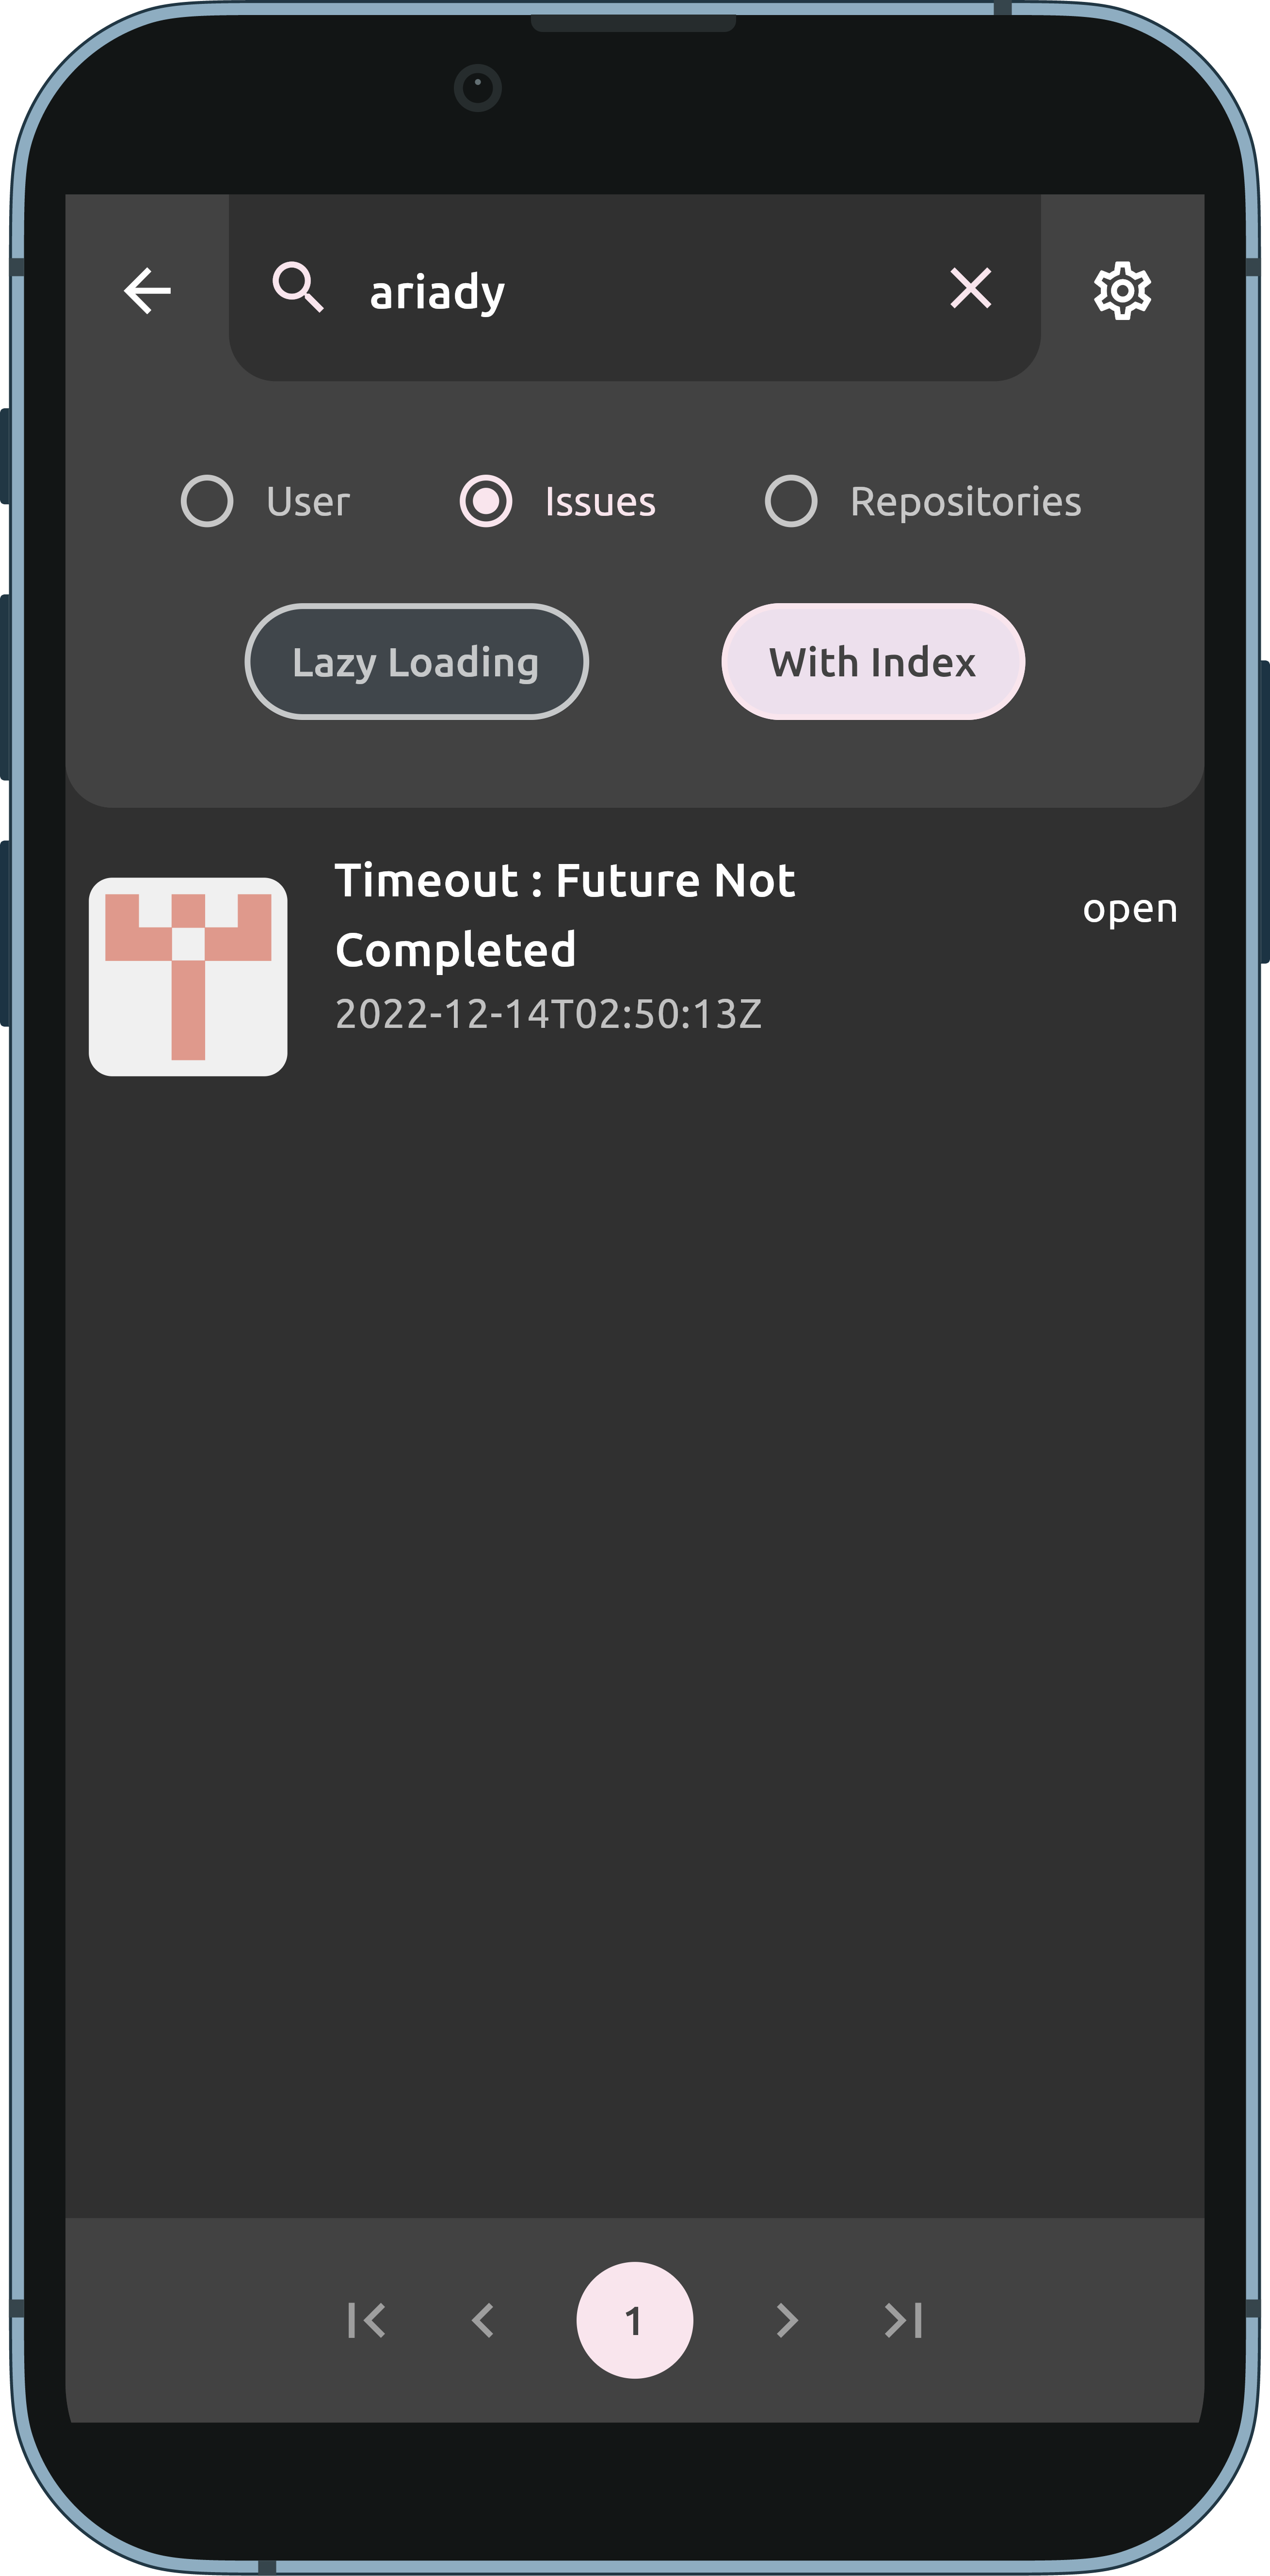 ariady
User Issues Repositories
Lazy Loading With Index
Timeout : Future Not
Completed
open
2022-12-14T02:50:13Z
1